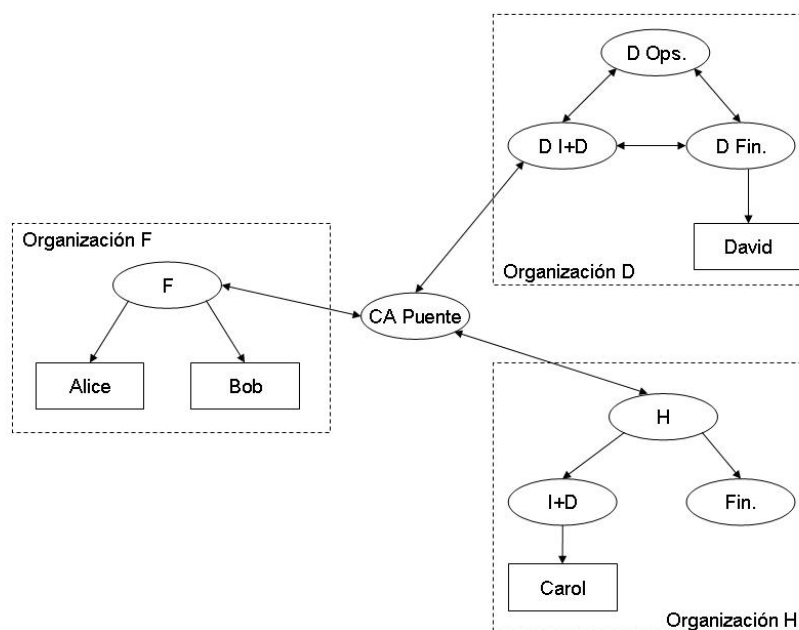 D Ops.
D I+D
D Fin.
David
Organización D
Organización F
F
Alice
Bob
CA Puente
H
I+D
Fin.
Carol
Organización H